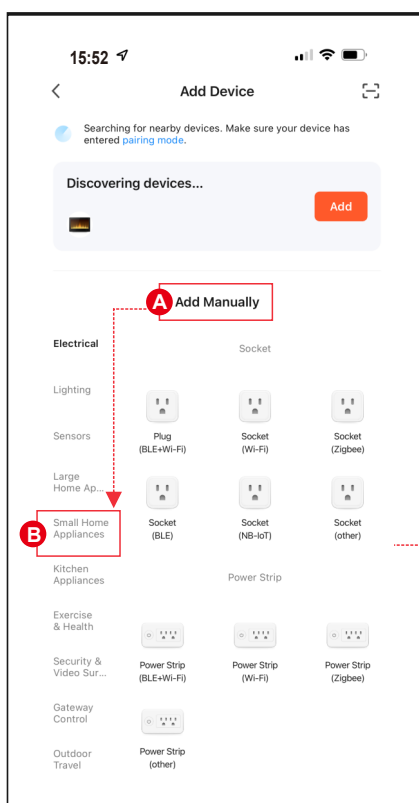 15:52
Add Device
Searching for nearby devices. Make sure your device has
entered pairing mode.
Discovering devices...
Add
A
Add Manually
Electrical
Socket
Lighting
Plug
(BLE+Wi-Fi)
Socket
(Wi-Fi)
Socket
(Zigbee)
Sensors
Large
Home Ap...
Socket
(BLE)
Socket
(NB-IoT)
Socket
(other)
B
Small Home
Appliances
Kitchen
Appliances
Power Strip
Exercise
& Health
Power Strip
(BLE+Wi-Fi)
Power Strip
(Wi-Fi)
Power Strip
(Zigbee)
Security &
Video Sur...
Gateway
Control
Power Strip
(other)
Outdoor
Travel